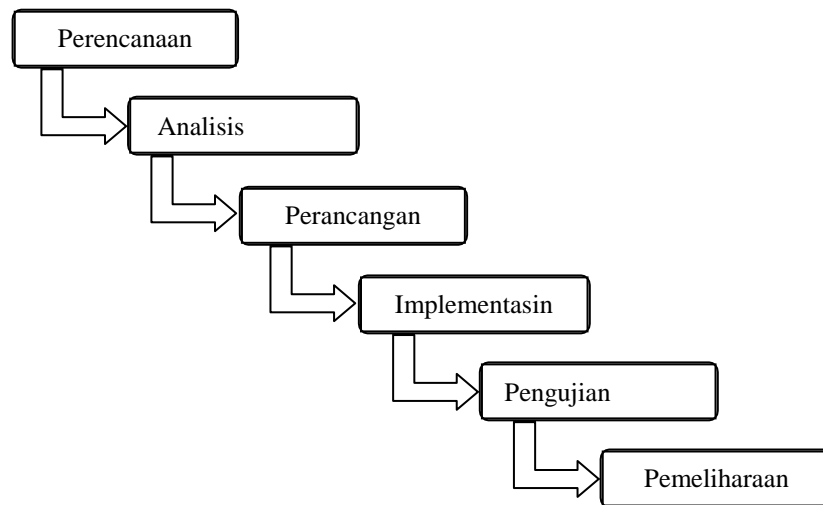 Perencanaan
Analisis
Perancangan
Implementasin
Pengujian
Pemeliharaan